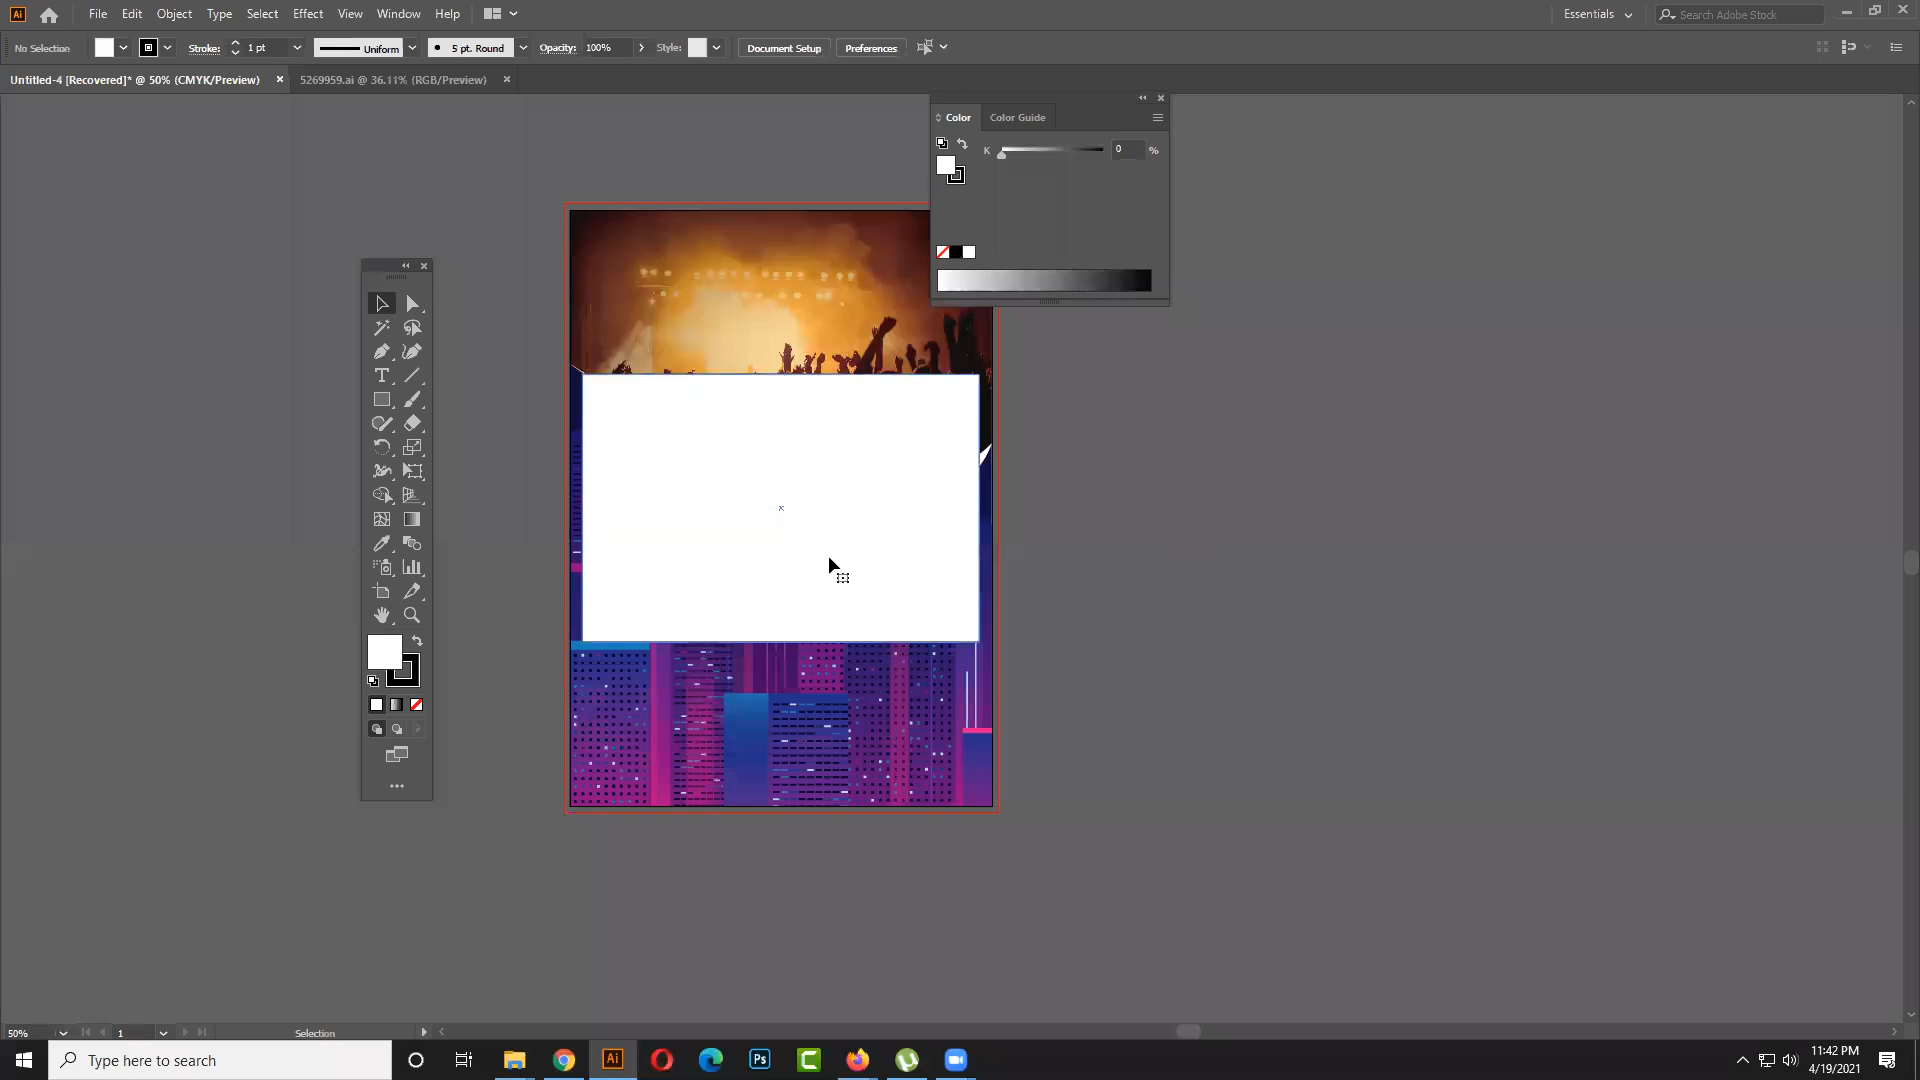 Ai File Edit Object Type Select Effect View Window Help Essentials Search Adobe Stock
No Selection Stroke: 1 pt Uniform 5 pt. Round Opacity: 100% Style: Document Setup Preferences
Untitled-4 [Recovered]* @ 50% (CMYK/Preview) × 5269959.ai @ 36.11% (RGB/Preview) ×
Color Color Guide
K 0 %
50% 1 Selection
Type here to search Ai Ps C
11:42 PM
4/19/2021